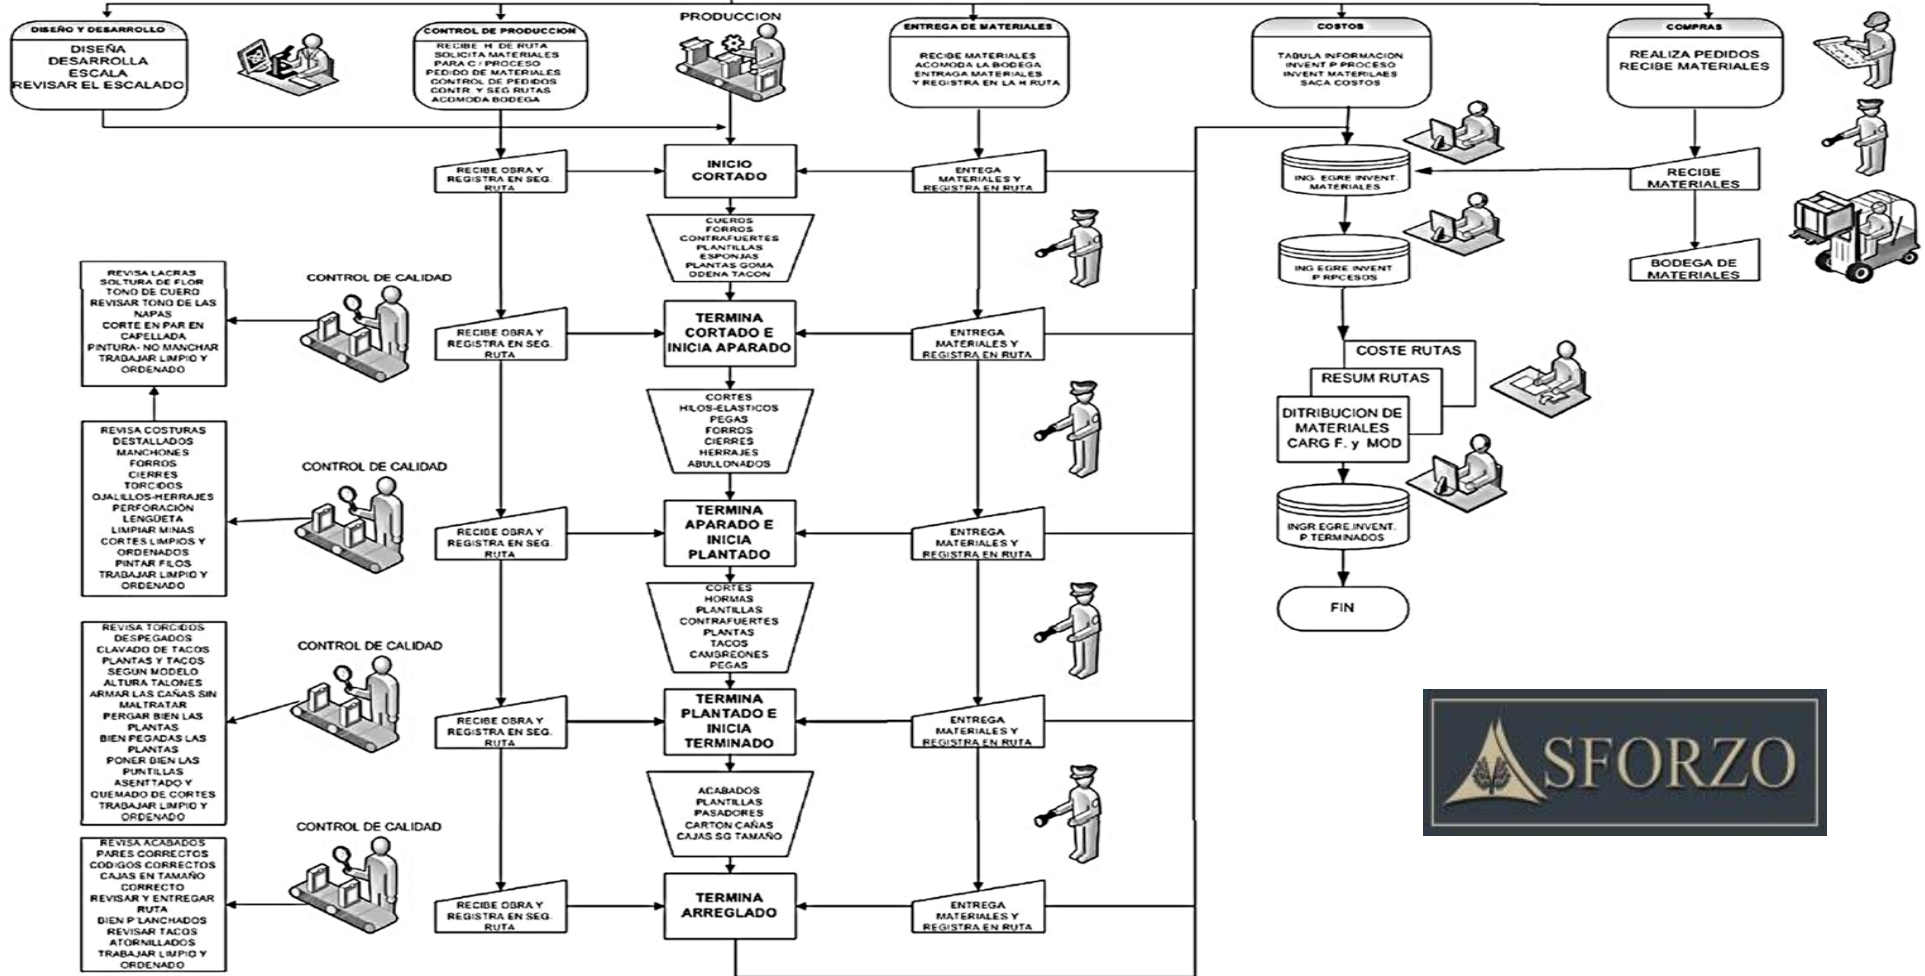 DISEÑO Y DESARROLLO
DISEÑA
DESARROLLA
ESCALA
REVISAR EL ESCALADO
CONTROL DE PRODUCCION
RECIBE H DE RUTA
SOLICITA MATERIALES
PARA C / PROCESO
PEDIDO DE MATERIALES
CONTROL DE PEDIDOS
CONTR. Y SEG RUTAS
ACOMODA BODEGA
PRODUCCION
ENTREGA DE MATERIALES
RECIBE MATERIALES
ACOMODA LA BODEGA
ENTRAGA MATERIALES
Y REGISTRA EN LA H RUTA
COSTOS
TABULA INFORMACION
INVENT P PROCESO
INVENT MATERILAES
SACA COSTOS
COMPRAS
REALIZA PEDIDOS
RECIBE MATERIALES
RECIBE OBRA Y
REGISTRA EN SEG.
RUTA
INICIO
CORTADO
ENTEGA
MATERIALES Y
REGISTRA EN RUTA
ING. EGRE INVENT.
MATERIALES
RECIBE
MATERIALES
CUEROS
FORROS
CONTRAFUERTES
PLANTILLAS
ESPONJAS
PLANTAS GOMA
ODENA TACON
ING EGRE INVENT
P RPCESOS
BODEGA DE
MATERIALES
REVISA LACRAS
SOLTURA DE FLOR
TONO DE CUERO
REVISAR TONO DE LAS
NAPAS
CORTE EN PAR EN
CAPELLADA
PINTURA- NO MANCHAR
TRABAJAR LIMPIO Y
ORDENADO
CONTROL DE CALIDAD
RECIBE OBRA Y
REGISTRA EN SEG.
RUTA
TERMINA
CORTADO E
INICIA APARADO
ENTREGA
MATERIALES Y
REGISTRA EN RUTA
COSTE RUTAS
RESUM RUTAS
DITRIBUCION DE
MATERIALES
CARG F. y MOD
CORTES
HILOS-ELASTICOS
PEGAS
FORROS
CIERRES
HERRAJES
ABULLONADOS
REVISA COSTURAS
DESTALLADOS
MANCHONES
FORROS
CIERRES
TORCIDOS
OJALILLOS-HERRAJES
PERFORACIÓN
LENGÜETA
LIMPIAR MINAS
CORTES LIMPIOS Y
ORDENADOS
PINTAR FILOS
TRABAJAR LIMPIO Y
ORDENADO
CONTROL DE CALIDAD
RECIBE OBRA Y
REGISTRA EN SEG.
RUTA
TERMINA
APARADO E
INICIA
PLANTADO
ENTREGA
MATERIALES Y
REGISTRA EN RUTA
INGR.EGRE.INVENT.
P.TERMINADOS
CORTES
HORMAS
PLANTILLAS
CONTRAFUERTES
PLANTAS
TACOS
CAMBREONES
PEGAS
FIN
REVISA TORCIDOS
DESPEGADOS
CLAVADO DE TACOS
PLANTAS Y TACOS
SEGUN MODELO
ALTURA TALONES
ARMAR LAS CAÑAS SIN
MALTRATAR
PERGAR BIEN LAS
PLANTAS
BIEN PEGADAS LAS
PLANTAS
PONER BIEN LAS
PUNTILLAS
ASENTTADO Y
QUEMADO DE CORTES
TRABAJAR LIMPIO Y
ORDENADO
CONTROL DE CALIDAD
RECIBE OBRA Y
REGISTRA EN SEG.
RUTA
TERMINA
PLANTADO E
INICIA
TERMINADO
ENTREGA
MATERIALES Y
REGISTRA EN RUTA
SFORZO
ACABADOS
PLANTILLAS
PASADORES
CARTON CAÑAS
CAJAS SG TAMAÑO
REVISA ACABADOS
PARES CORRECTOS
CODIGOS CORRECTOS
CAJAS EN TAMAÑO
CORRECTO
REVISAR Y ENTREGAR
RUTA
BIEN P'LANCHADOS
REVISAR TACOS
ATORNILLADOS
TRABAJAR LIMPIO Y
ORDENADO
CONTROL DE CALIDAD
RECIBE OBRA Y
REGISTRA EN SEG.
RUTA
TERMINA
ARREGLADO
ENTREGA
MATERIALES Y
REGISTRA EN RUTA